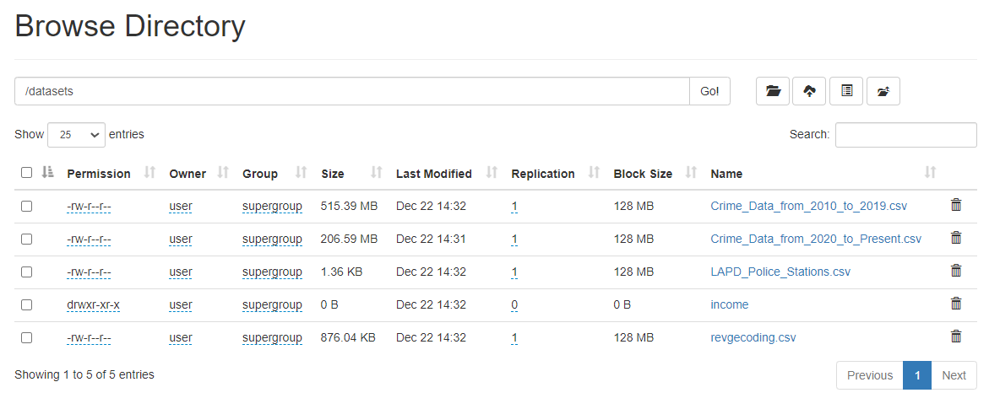 Browse Directory
/datasets Go!
Show 25 entries Search:
Permission Owner Group Size Last Modified Replication Block Size Name
-rw-r--r-- user supergroup 515.39 MB Dec 22 14:32 1 128 MB Crime_Data_from_2010_to_2019.csv
-rw-r--r-- user supergroup 206.59 MB Dec 22 14:31 1 128 MB Crime_Data_from_2020_to_Present.csv
-rw-r--r-- user supergroup 1.36 KB Dec 22 14:32 1 128 MB LAPD_Police_Stations.csv
drwxr-xr-x user supergroup 0 B Dec 22 14:32 0 0 B income
-rw-r--r-- user supergroup 876.04 KB Dec 22 14:32 1 128 MB revgecoding.csv
Showing 1 to 5 of 5 entries Previous 1 Next